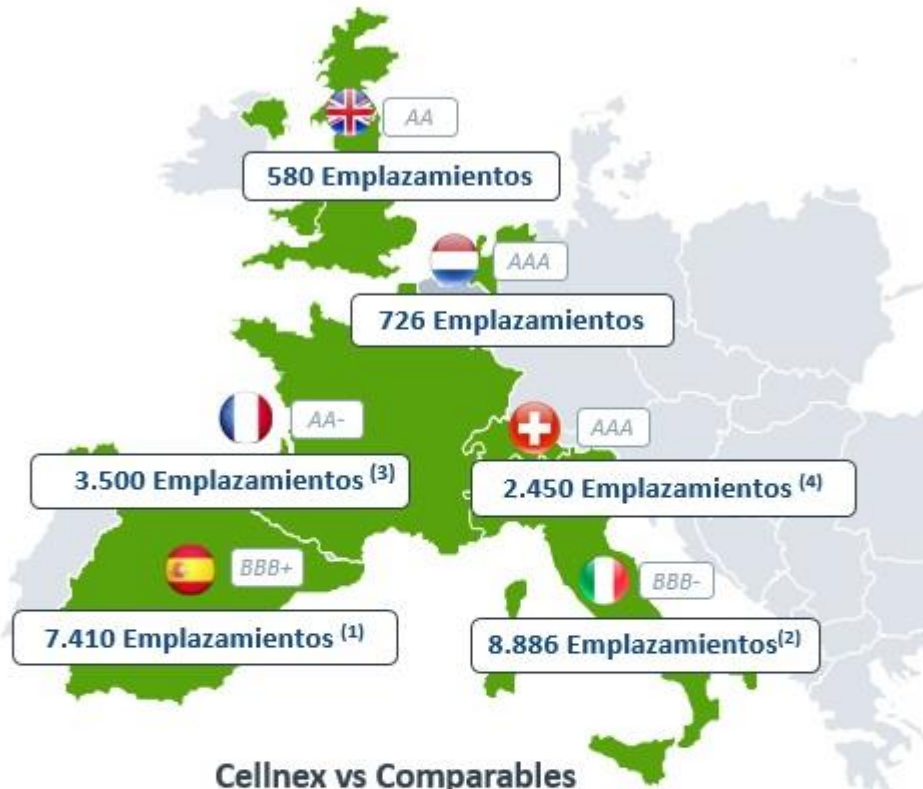 AA
580 Emplazamientos
AAA
726 Emplazamientos
AA-
3.500 Emplazamientos (3)
AAA
2.450 Emplazamientos (4)
BBB+
7.410 Emplazamientos (1)
BBB-
8.886 Emplazamientos(2)
Cellnex vs Comparables